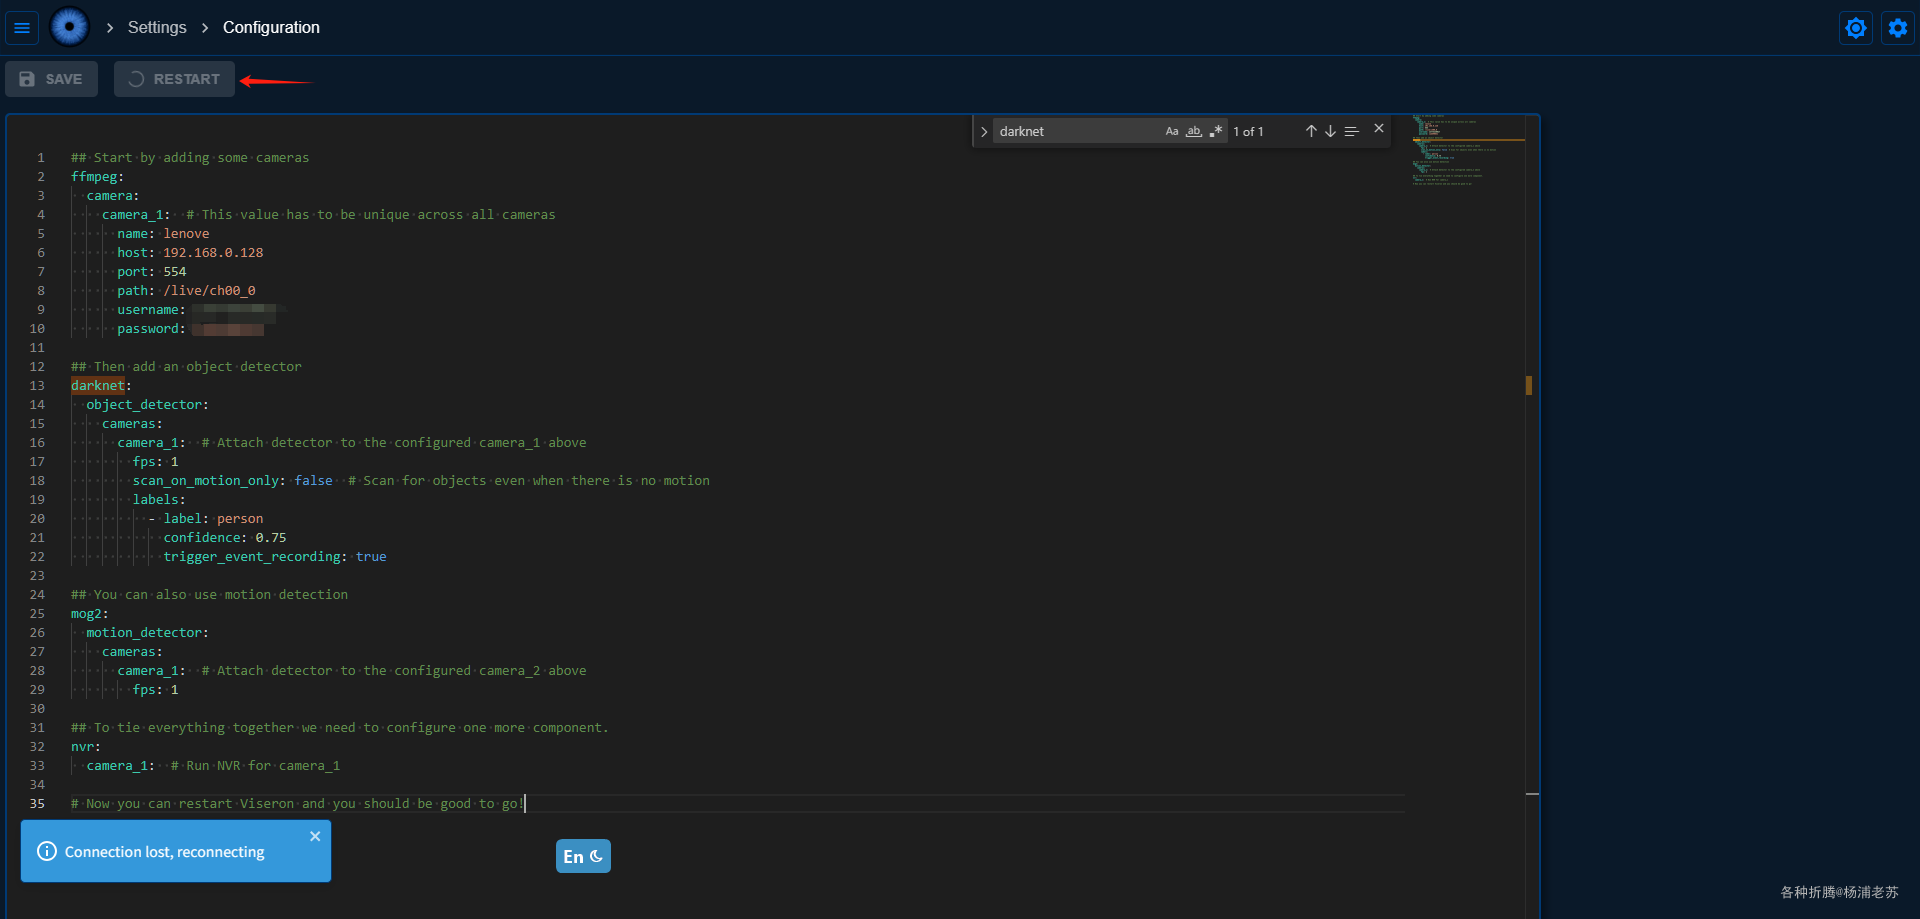 Settings
Configuration
SAVE
RESTART
darknet
Aa
ab
.*
1 of 1
1 ## Start by adding some cameras
2 ffmpeg:
3   camera:
4     camera_1:  # This value has to be unique across all cameras
5       name: lenove
6       host: 192.168.0.128
7       port: 554
8       path: /live/ch00_0
9       username:
10       password:
11
12 ## Then add an object detector
13 darknet:
14   object_detector:
15     cameras:
16       camera_1:  # Attach detector to the configured camera_1 above
17         fps: 1
18         scan_on_motion_only: false  # Scan for objects even when there is no motion
19         labels:
20           - label: person
21             confidence: 0.75
22             trigger_event_recording: true
23
24 ## You can also use motion detection
25 mog2:
26   motion_detector:
27     cameras:
28       camera_1:  # Attach detector to the configured camera_2 above
29         fps: 1
30
31 ## To tie everything together we need to configure one more component.
32 nvr:
33   camera_1:  # Run NVR for camera_1
34
35 # Now you can restart Viseron and you should be good to go!
Connection lost, reconnecting
En
各种折腾@杨浦老苏